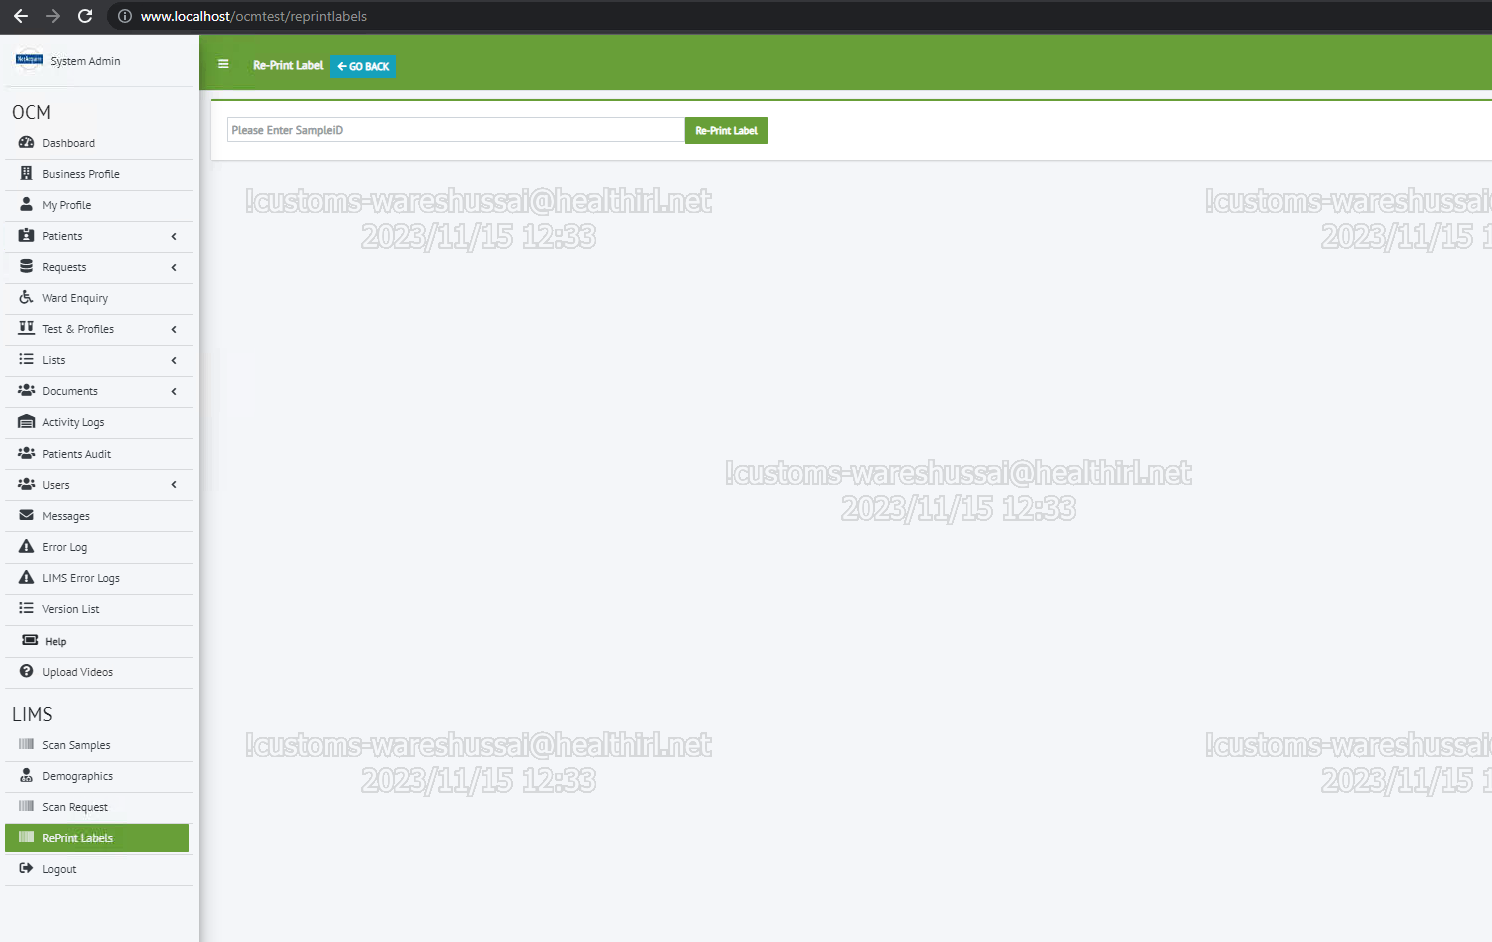 www.localhost/ocmtest/reprintlabels
NetAcquire System Admin
Re-Print Label GO BACK
OCM
Please Enter SampleiD Re-Print Label
Dashboard
Business Profile
My Profile
Patients
Requests
Ward Enquiry
Test & Profiles
Lists
Documents
Activity Logs
Patients Audit
Users
Messages
Error Log
LIMS Error Logs
Version List
Help
Upload Videos
LIMS
Scan Samples
Demographics
Scan Request
RePrint Labels
Logout
!customs-wareshussai@healthirl.net
2023/11/15 12:33
!customs-wareshussai
2023/11/15 1
!customs-wareshussai@healthirl.net
2023/11/15 12:33
!customs-wareshussai@healthirl.net
2023/11/15 12:33
!customs-wareshussai
2023/11/15 1